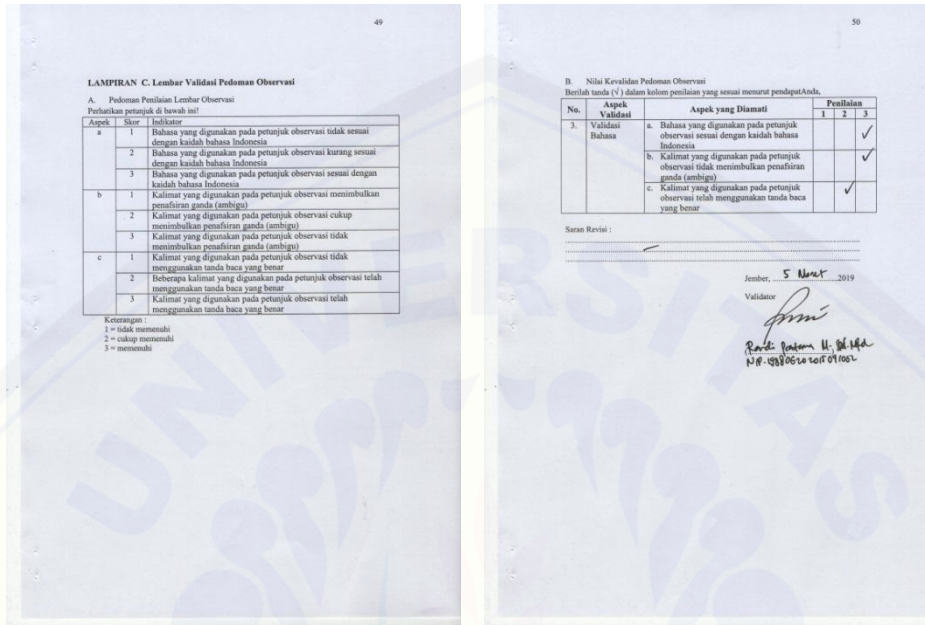 49
LAMPIRAN C. Lembar Validasi Pedoman Observasi
A. Pedoman Penilaian Lembar Observasi
Perhatikan petunjuk di bawah ini!
Aspek Skor Indikator
a 1 Bahasa yang digunakan pada petunjuk observasi tidak sesuai
dengan kaidah bahasa Indonesia
2 Bahasa yang digunakan pada petunjuk observasi kurang sesuai
dengan kaidah bahasa Indonesia
3 Bahasa yang digunakan pada petunjuk observasi sesuai dengan
kaidah bahasa Indonesia
b 1 Kalimat yang digunakan pada petunjuk observasi menimbulkan
penafsiran ganda (ambigu)
2 Kalimat yang digunakan pada petunjuk observasi cukup
menimbulkan penafsiran ganda (ambigu)
3 Kalimat yang digunakan pada petunjuk observasi tidak
menimbulkan penafsiran ganda (ambigu)
c 1 Kalimat yang digunakan pada petunjuk observasi tidak
menggunakan tanda baca yang benar
2 Beberapa kalimat yang digunakan pada petunjuk observasi telah
menggunakan tanda baca yang benar
3 Kalimat yang digunakan pada petunjuk observasi telah
menggunakan tanda baca yang benar
Keterangan :
1 = tidak memenuhi
2 = cukup memenuhi
3 = memenuhi
50
B. Nilai Kevalidan Pedoman Observasi
Berilah tanda (√ ) dalam kolom penilaian yang sesuai menurut pendapatAnda,
No. Aspek Validasi Aspek yang Diamati Penilaian
1 2 3
3. Validasi Bahasa a. Bahasa yang digunakan pada petunjuk
observasi sesuai dengan kaidah bahasa
Indonesia √
b. Kalimat yang digunakan pada petunjuk
observasi tidak menimbulkan penafsiran
ganda (ambigu) √
c. Kalimat yang digunakan pada petunjuk
observasi telah menggunakan tanda baca
yang benar √
Saran Revisi :
Jember, 5 Maret 2019
Validator
UNIVERSITAS